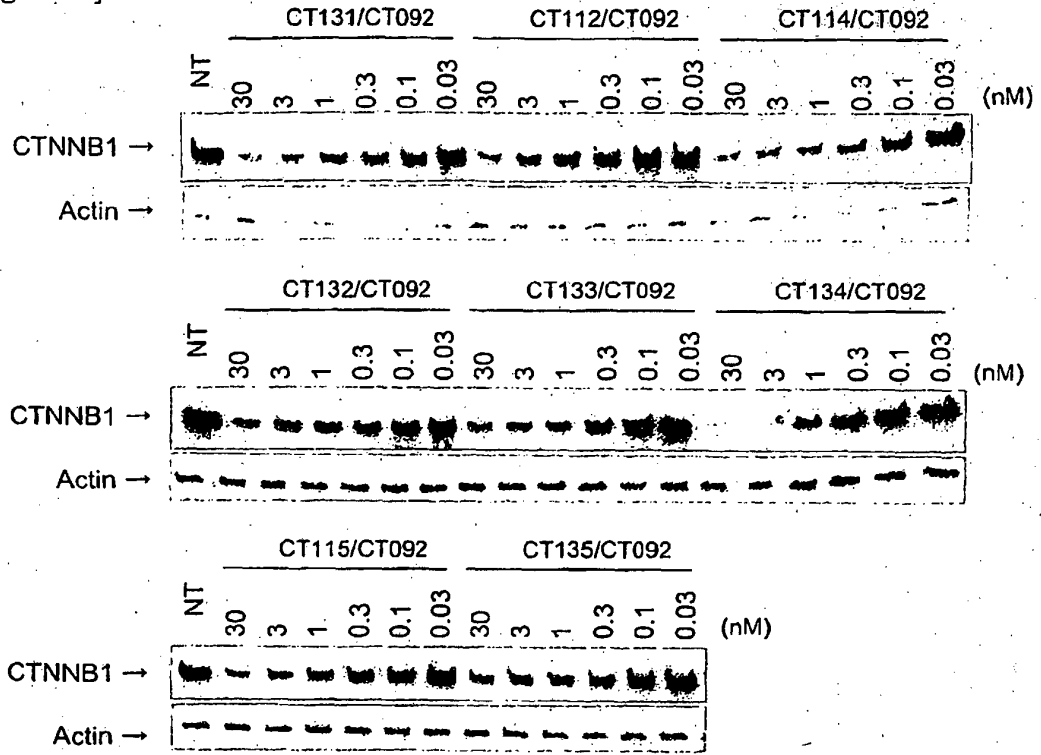 CT131/CT092 CT112/CT092 CT114/CT092
NT 30 3 1 0.3 0.1 0.03 30 3 1 0.3 0.1 0.03 30 3 1 0.3 0.1 0.03 (nM)
CTNNB1 →
Actin →
CT132/CT092 CT133/CT092 CT134/CT092
NT 30 3 1 0.3 0.1 0.03 30 3 1 0.3 0.1 0.03 30 3 1 0.3 0.1 0.03 (nM)
CTNNB1 →
Actin →
CT115/CT092 CT135/CT092
NT 30 3 1 0.3 0.1 0.03 30 3 1 0.3 0.1 0.03 (nM)
CTNNB1 →
Actin →